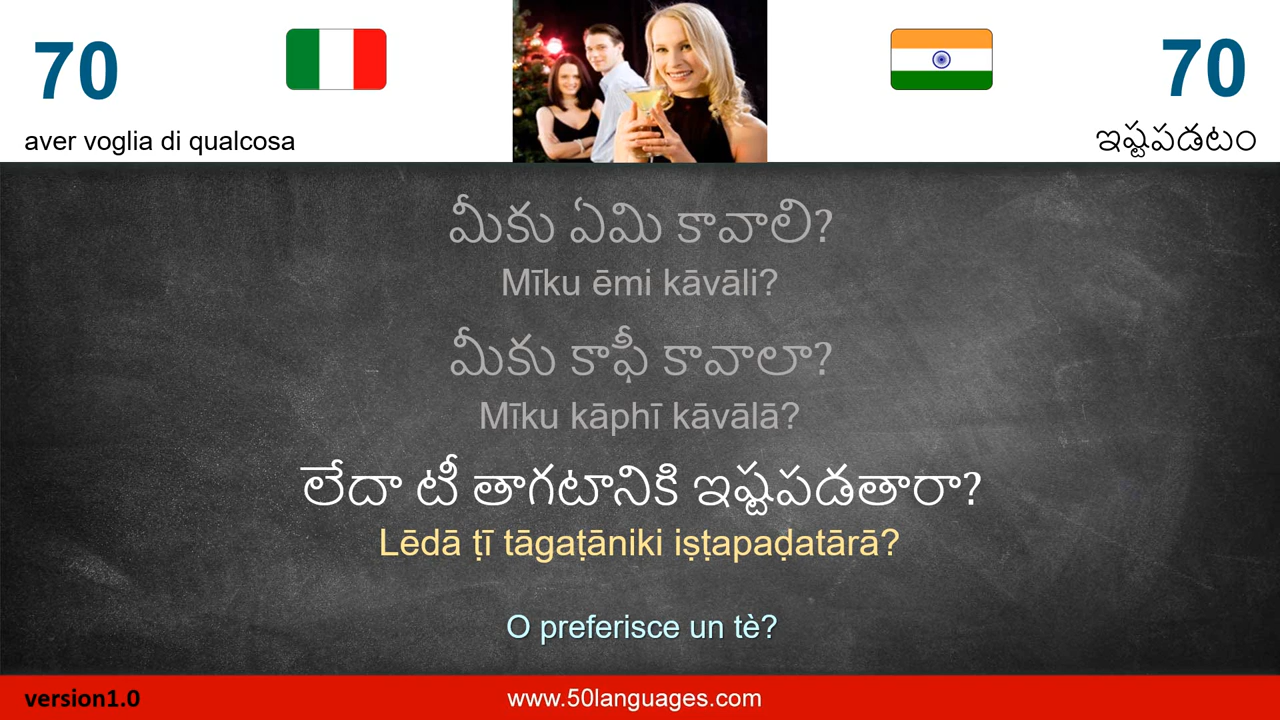 70
70
aver voglia di qualcosa
ఇష్టపడటం
మీకు ఏమి కావాలి?
Mīku ēmi kāvāli?
మీకు కాఫీ కావాలా?
Mīku kāphī kāvālā?
లేదా టీ తాగటానికి ఇష్టపడతారా?
Lēdā ṭī tāgaṭāniki iṣṭapaḍatārā?
O preferisce un tè?
version1.0
www.50languages.com